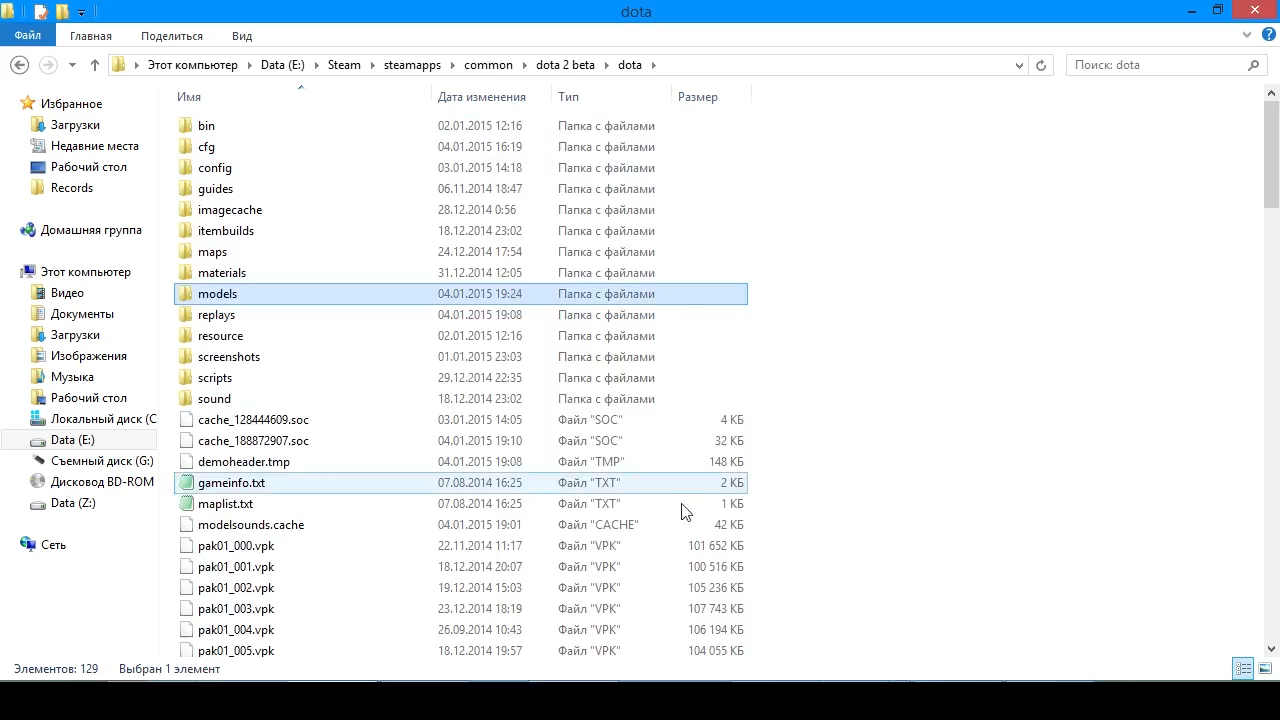 dota
Файл Главная Поделиться Вид
Этот компьютер Data (E:) Steam steamapps common dota 2 beta dota
Поиск: dota
Избранное
Загрузки
Недавние места
Рабочий стол
Records
Домашняя группа
Этот компьютер
Видео
Документы
Загрузки
Изображения
Музыка
Рабочий стол
Локальный диск (C
Data (E:)
Съемный диск (G:)
Дисковод BD-ROM
Data (Z:)
Сеть
Имя Дата изменения Тип Размер
bin 02.01.2015 12:16 Папка с файлами
cfg 04.01.2015 16:19 Папка с файлами
config 03.01.2015 14:18 Папка с файлами
guides 06.11.2014 18:47 Папка с файлами
imagecache 28.12.2014 0:56 Папка с файлами
itembuilds 18.12.2014 23:02 Папка с файлами
maps 24.12.2014 17:54 Папка с файлами
materials 31.12.2014 12:05 Папка с файлами
models 04.01.2015 19:24 Папка с файлами
replays 04.01.2015 19:08 Папка с файлами
resource 02.01.2015 12:16 Папка с файлами
screenshots 01.01.2015 23:03 Папка с файлами
scripts 29.12.2014 22:35 Папка с файлами
sound 18.12.2014 23:02 Папка с файлами
cache_128444609.soc 03.01.2015 14:05 Файл "SOC" 4 КБ
cache_188872907.soc 04.01.2015 19:10 Файл "SOC" 32 КБ
demoheader.tmp 04.01.2015 19:08 Файл "TMP" 148 КБ
gameinfo.txt 07.08.2014 16:25 Файл "TXT" 2 КБ
maplist.txt 07.08.2014 16:25 Файл "TXT" 1 КБ
modelsounds.cache 04.01.2015 19:01 Файл "CACHE" 42 КБ
pak01_000.vpk 22.11.2014 11:17 Файл "VPK" 101 652 КБ
pak01_001.vpk 18.12.2014 20:07 Файл "VPK" 100 516 КБ
pak01_002.vpk 19.12.2014 15:03 Файл "VPK" 105 236 КБ
pak01_003.vpk 23.12.2014 18:19 Файл "VPK" 107 743 КБ
pak01_004.vpk 26.09.2014 10:43 Файл "VPK" 106 194 КБ
pak01_005.vpk 18.12.2014 19:57 Файл "VPK" 104 055 КБ
Элементов: 129 Выбран 1 элемент